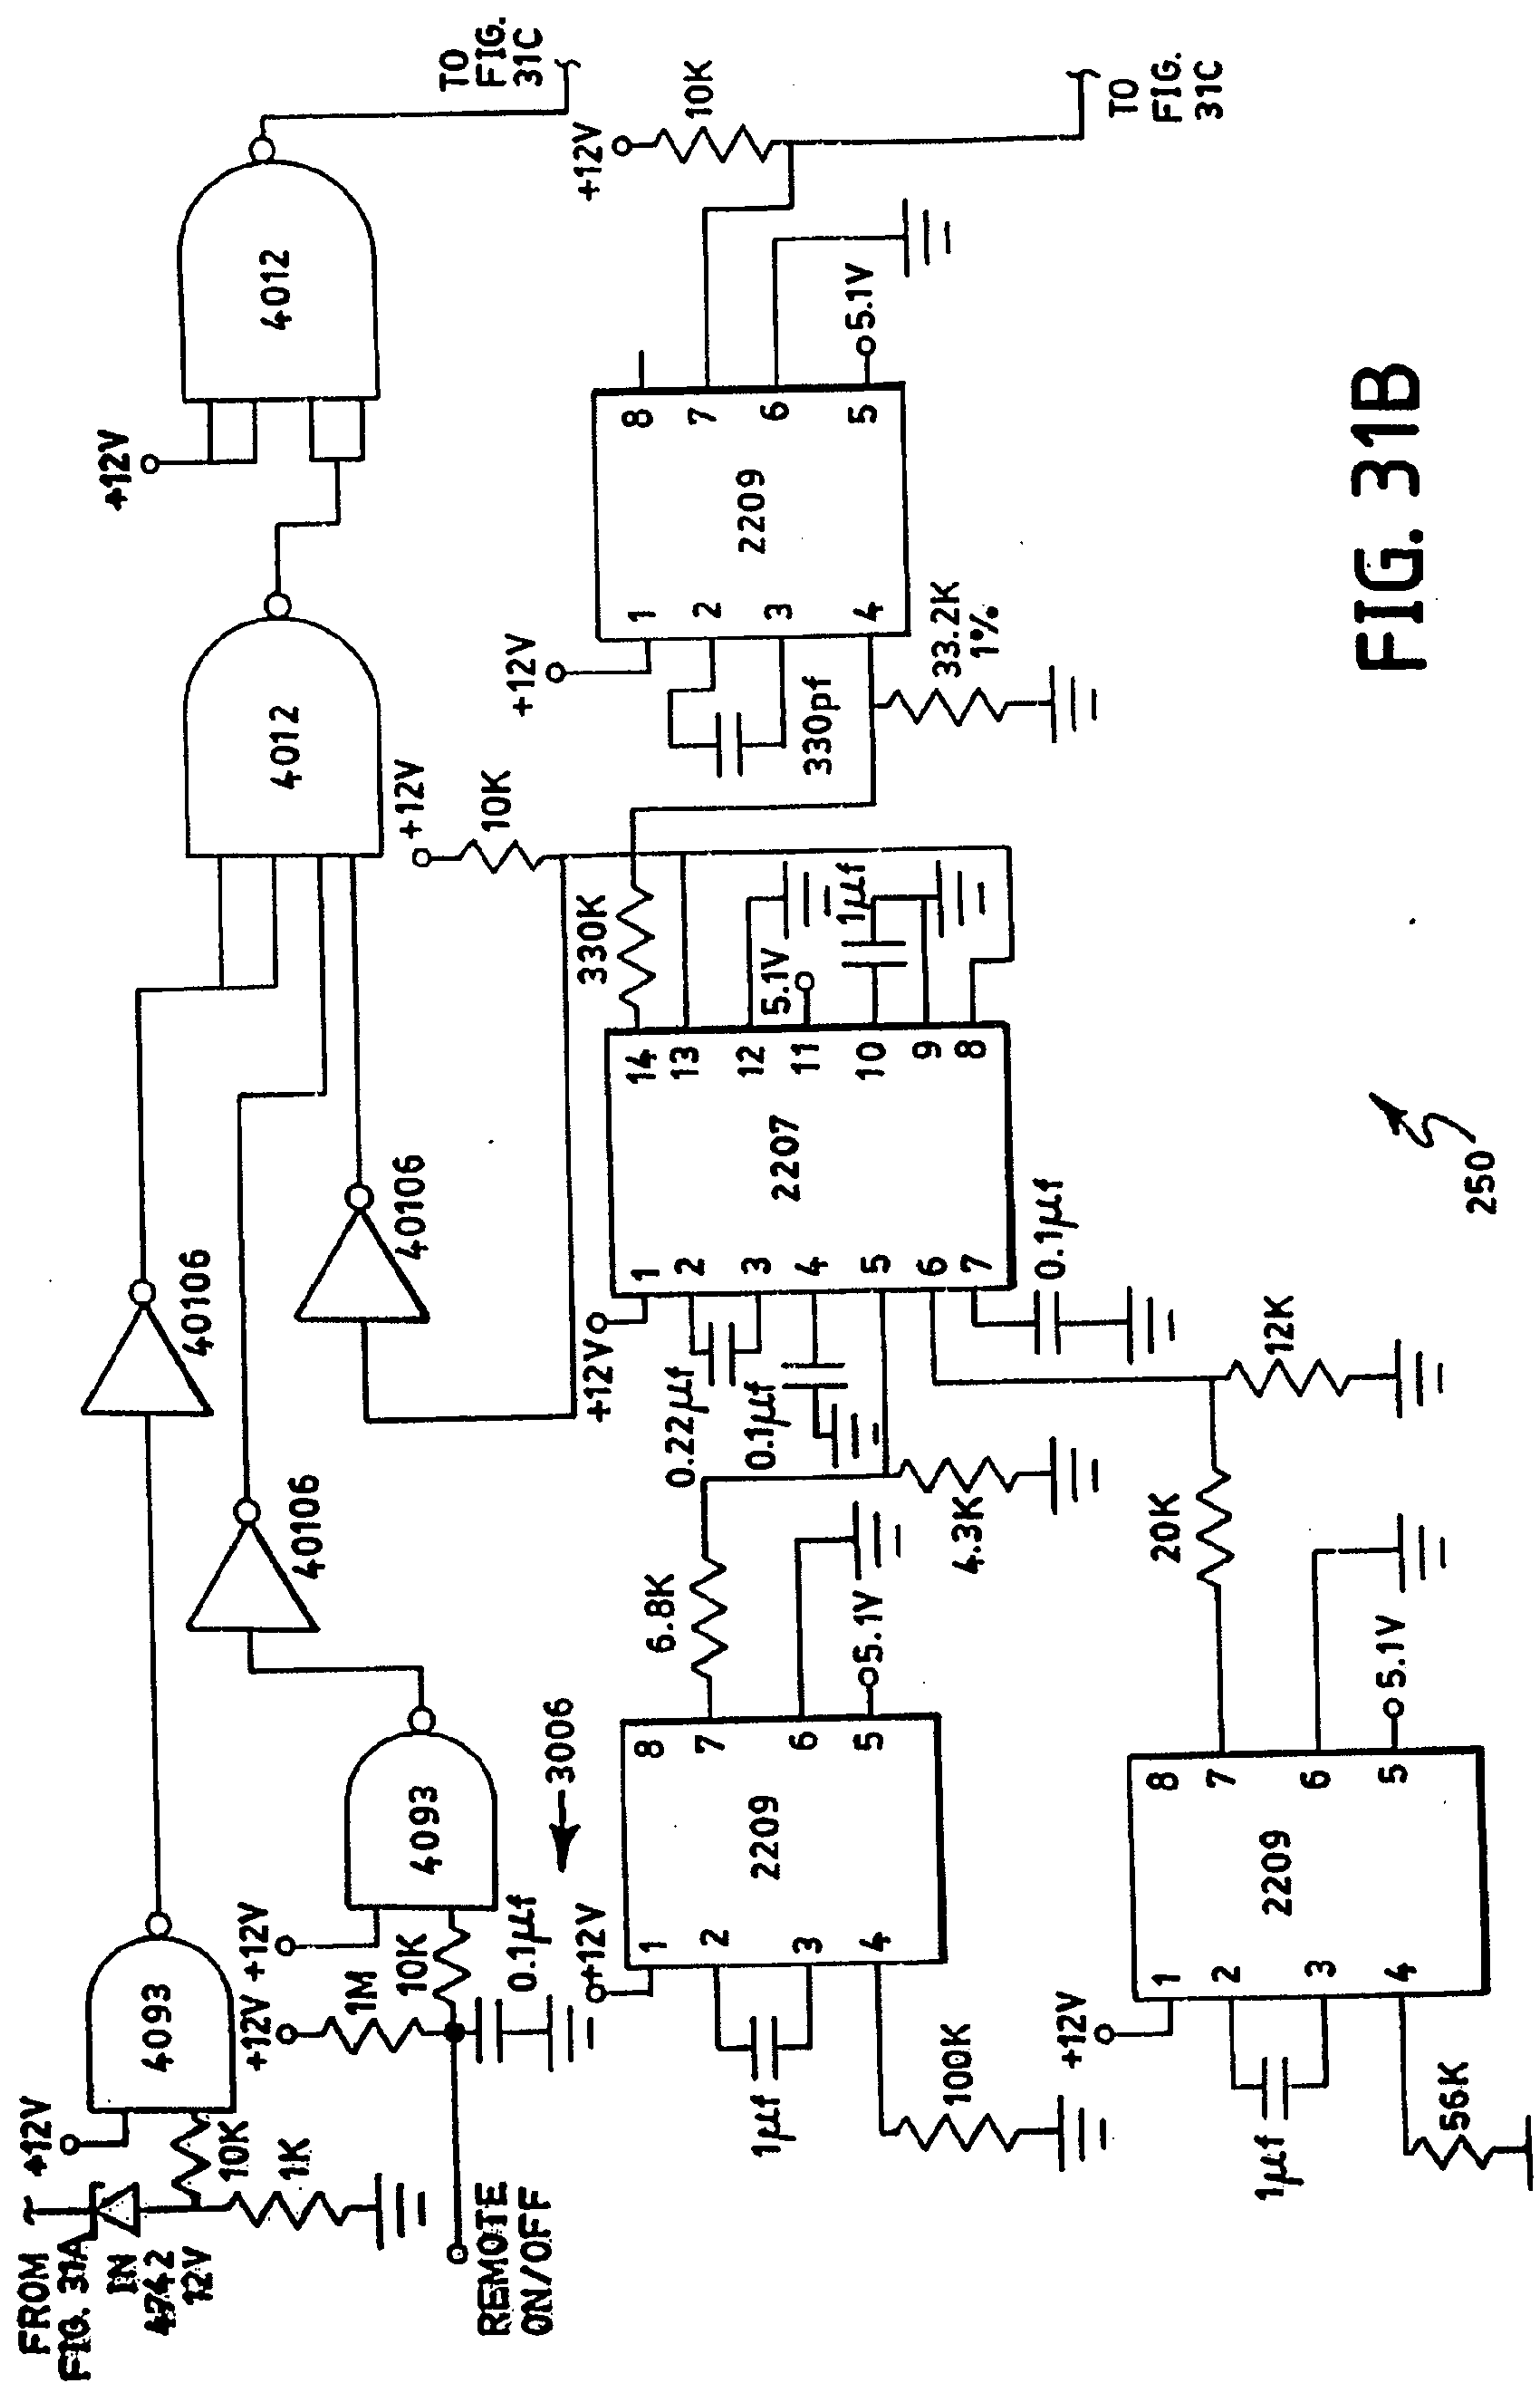 FROM
FIG. 31A
IN
4742
12V
+12V
10K
1K
4093
40106
REMOTE
ON/OFF
+12V
1M
+12V
10K
0.1µf
4093
40106
40106
4012
+12V
4012
TO
FIG.
31C
3006
+12V
1
2
3
4
2209
8
7
6
5
1µf
100K
6.8K
5.1V
4.3K
+12V
0.22µf
0.1µf
1
2
3
4
5
6
7
2207
14
13
12
11
10
9
8
0.1µf
330K
+12V
10K
5.1V
1µf
+12V
330pf
1
2
3
4
2209
8
7
6
5
33.2K
1%
5.1V
+12V
10K
TO
FIG.
31C
+12V
1
2
3
4
2209
8
7
6
5
1µf
56K
20K
5.1V
12K
250
FIG. 31B